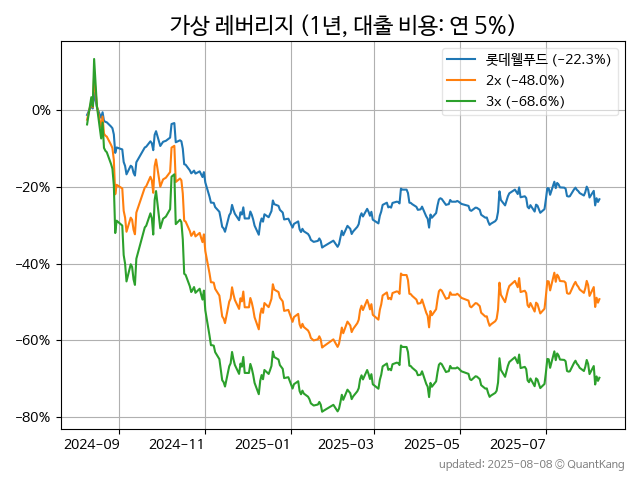 가상 레버리지 (1년, 대출 비용: 연 5%)
롯데웰푸드 (−22.3%)
2x (−48.0%)
3x (−68.6%)
0%
−20%
−40%
−60%
−80%
2024-09 2024-11 2025-01 2025-03 2025-05 2025-07
updated: 2025-08-08 © QuantKang